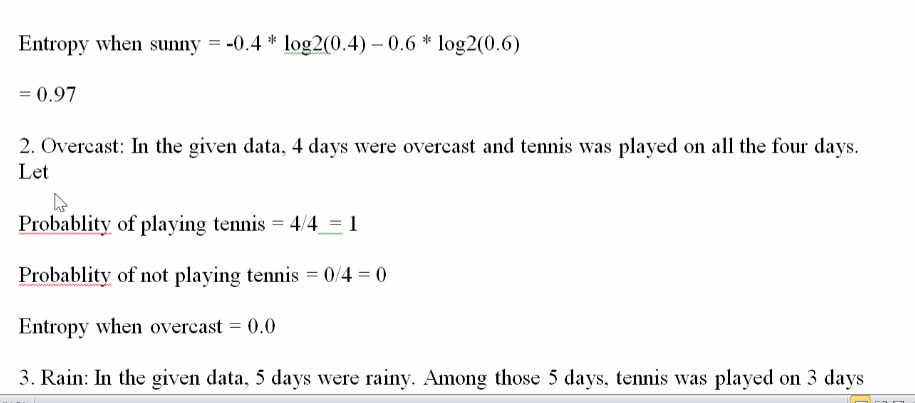 Entropy when sunny = -0.4 * log2(0.4) – 0.6 * log2(0.6)
= 0.97
2. Overcast: In the given data, 4 days were overcast and tennis was played on all the four days.
Let
Probablity of playing tennis = 4/4 = 1
Probablity of not playing tennis = 0/4 = 0
Entropy when overcast = 0.0
3. Rain: In the given data, 5 days were rainy. Among those 5 days, tennis was played on 3 days